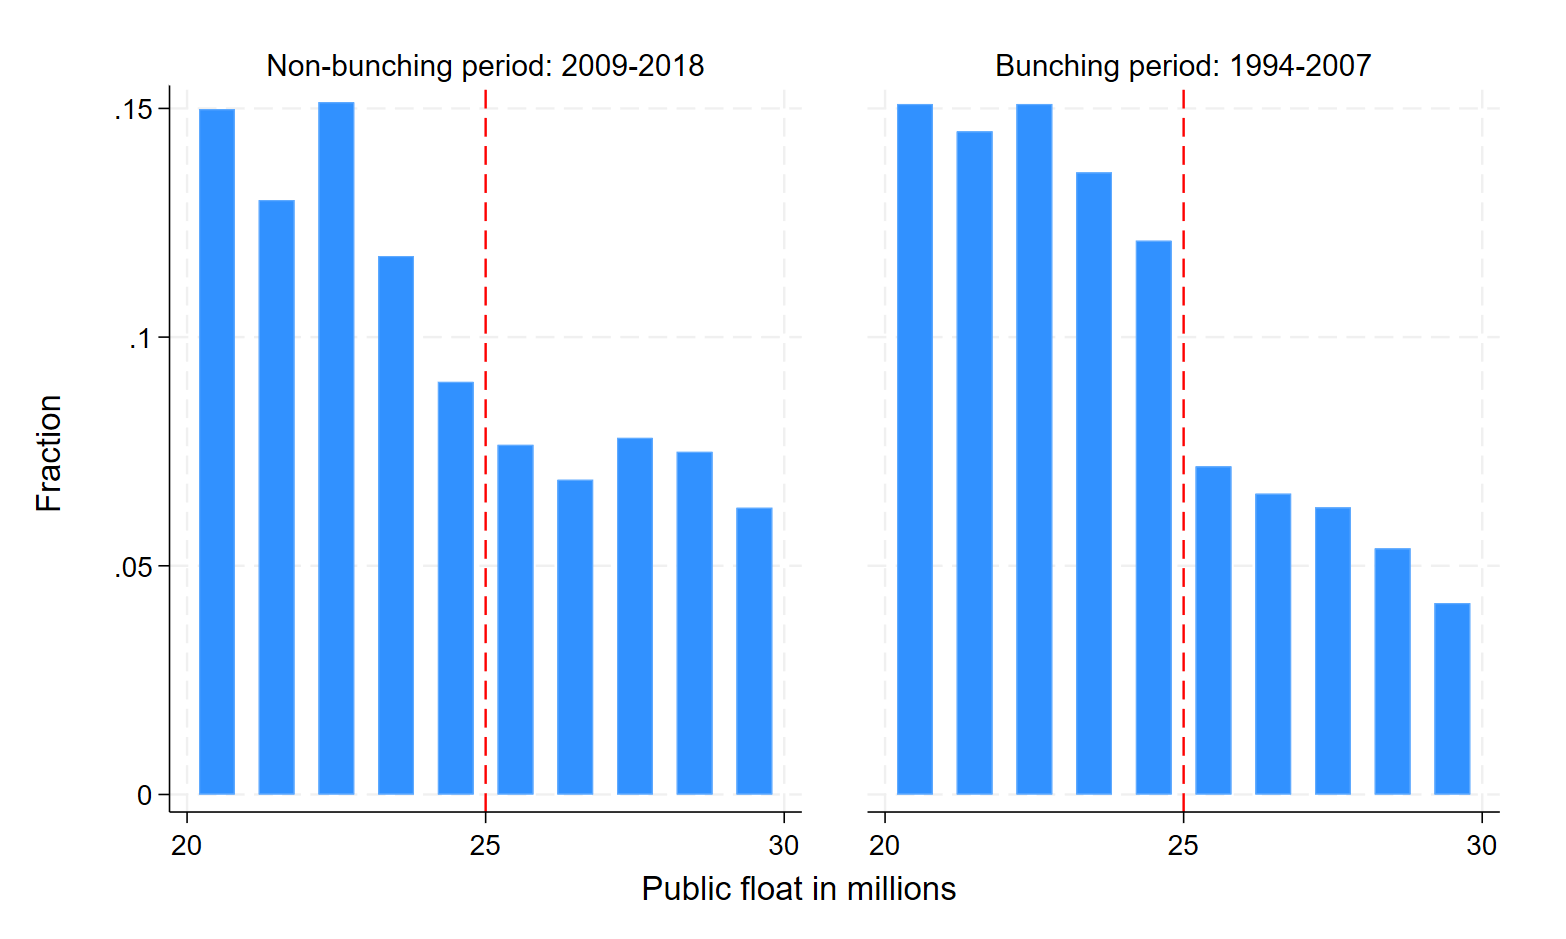 Non-bunching period: 2009-2018
Bunching period: 1994-2007
.15
.1
.05
0
Fraction
20
25
30
20
25
30
Public float in millions